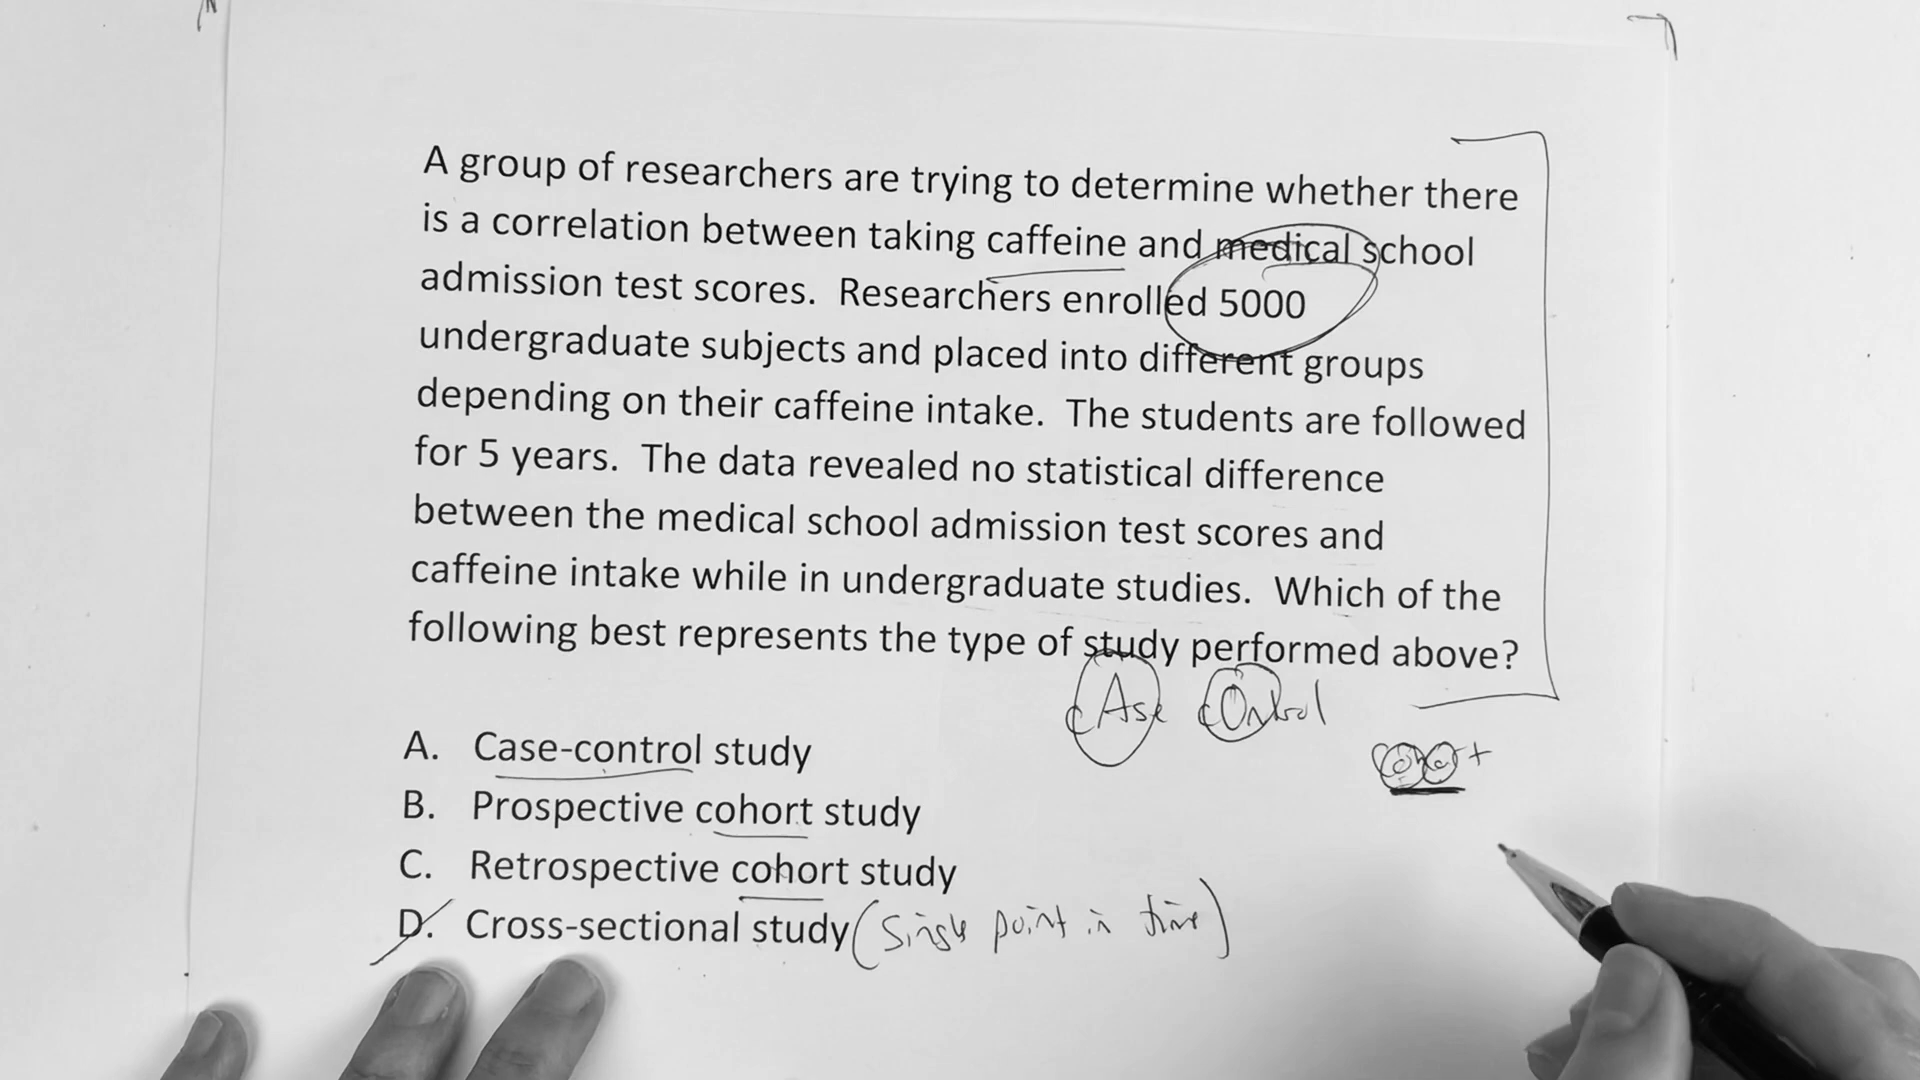 A group of researchers are trying to determine whether there
is a correlation between taking caffeine and medical school
admission test scores.  Researchers enrolled 5000
undergraduate subjects and placed into different groups
depending on their caffeine intake.  The students are followed
for 5 years.  The data revealed no statistical difference
between the medical school admission test scores and
caffeine intake while in undergraduate studies.  Which of the
following best represents the type of study performed above?
cAse cOntrol
A. Case-control study
cohort
B. Prospective cohort study
C. Retrospective cohort study
D. Cross-sectional study (single point in time)